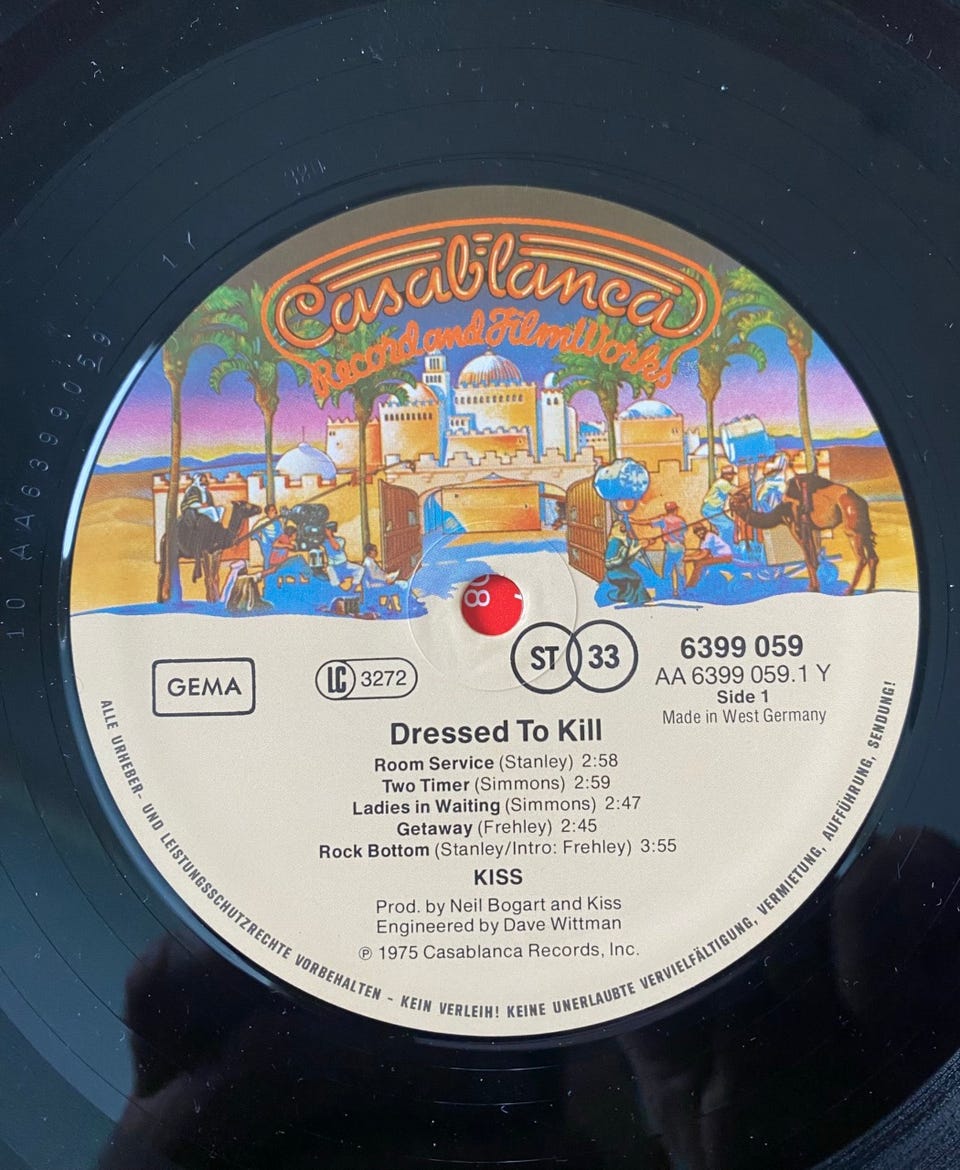 Casablanca
Record and FilmWorks
GEMA
LC 3272
ST 33
6399 059
AA 6399 059.1 Y
Side 1
Made in West Germany
Dressed To Kill
Room Service (Stanley) 2:58
Two Timer (Simmons) 2:59
Ladies in Waiting (Simmons) 2:47
Getaway (Frehley) 2:45
Rock Bottom (Stanley/Intro: Frehley) 3:55
KISS
Prod. by Neil Bogart and Kiss
Engineered by Dave Wittman
℗ 1975 Casablanca Records, Inc.
ALLE URHEBER- UND LEISTUNGSSCHUTZRECHTE VORBEHALTEN - KEIN VERLEIH! KEINE UNERLAUBTE VERVIELFÄLTIGUNG, VERMIETUNG, AUFFÜHRUNG, SENDUNG!
10 AA6399059
1 Y
320